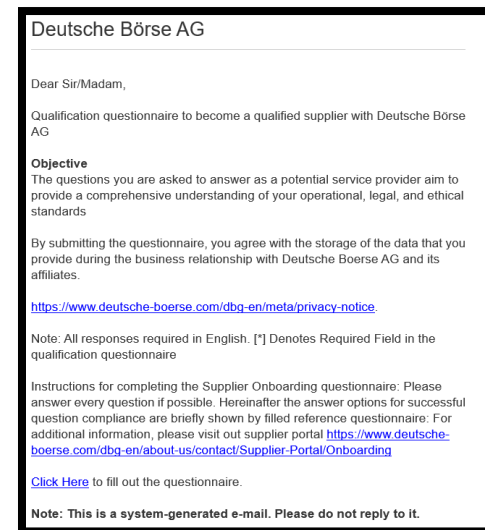 Deutsche Börse AG
Dear Sir/Madam,
Qualification questionnaire to become a qualified supplier with Deutsche Börse
AG
Objective
The questions you are asked to answer as a potential service provider aim to
provide a comprehensive understanding of your operational, legal, and ethical
standards
By submitting the questionnaire, you agree with the storage of the data that you
provide during the business relationship with Deutsche Boerse AG and its
affiliates.
https://www.deutsche-boerse.com/dbg-en/meta/privacy-notice.
Note: All responses required in English. [*] Denotes Required Field in the
qualification questionnaire
Instructions for completing the Supplier Onboarding questionnaire: Please
answer every question if possible. Hereinafter the answer options for successful
question compliance are briefly shown by filled reference questionnaire: For
additional information, please visit out supplier portal https://www.deutsche-
boerse.com/dbg-en/about-us/contact/Supplier-Portal/Onboarding
Click Here to fill out the questionnaire.
Note: This is a system-generated e-mail. Please do not reply to it.